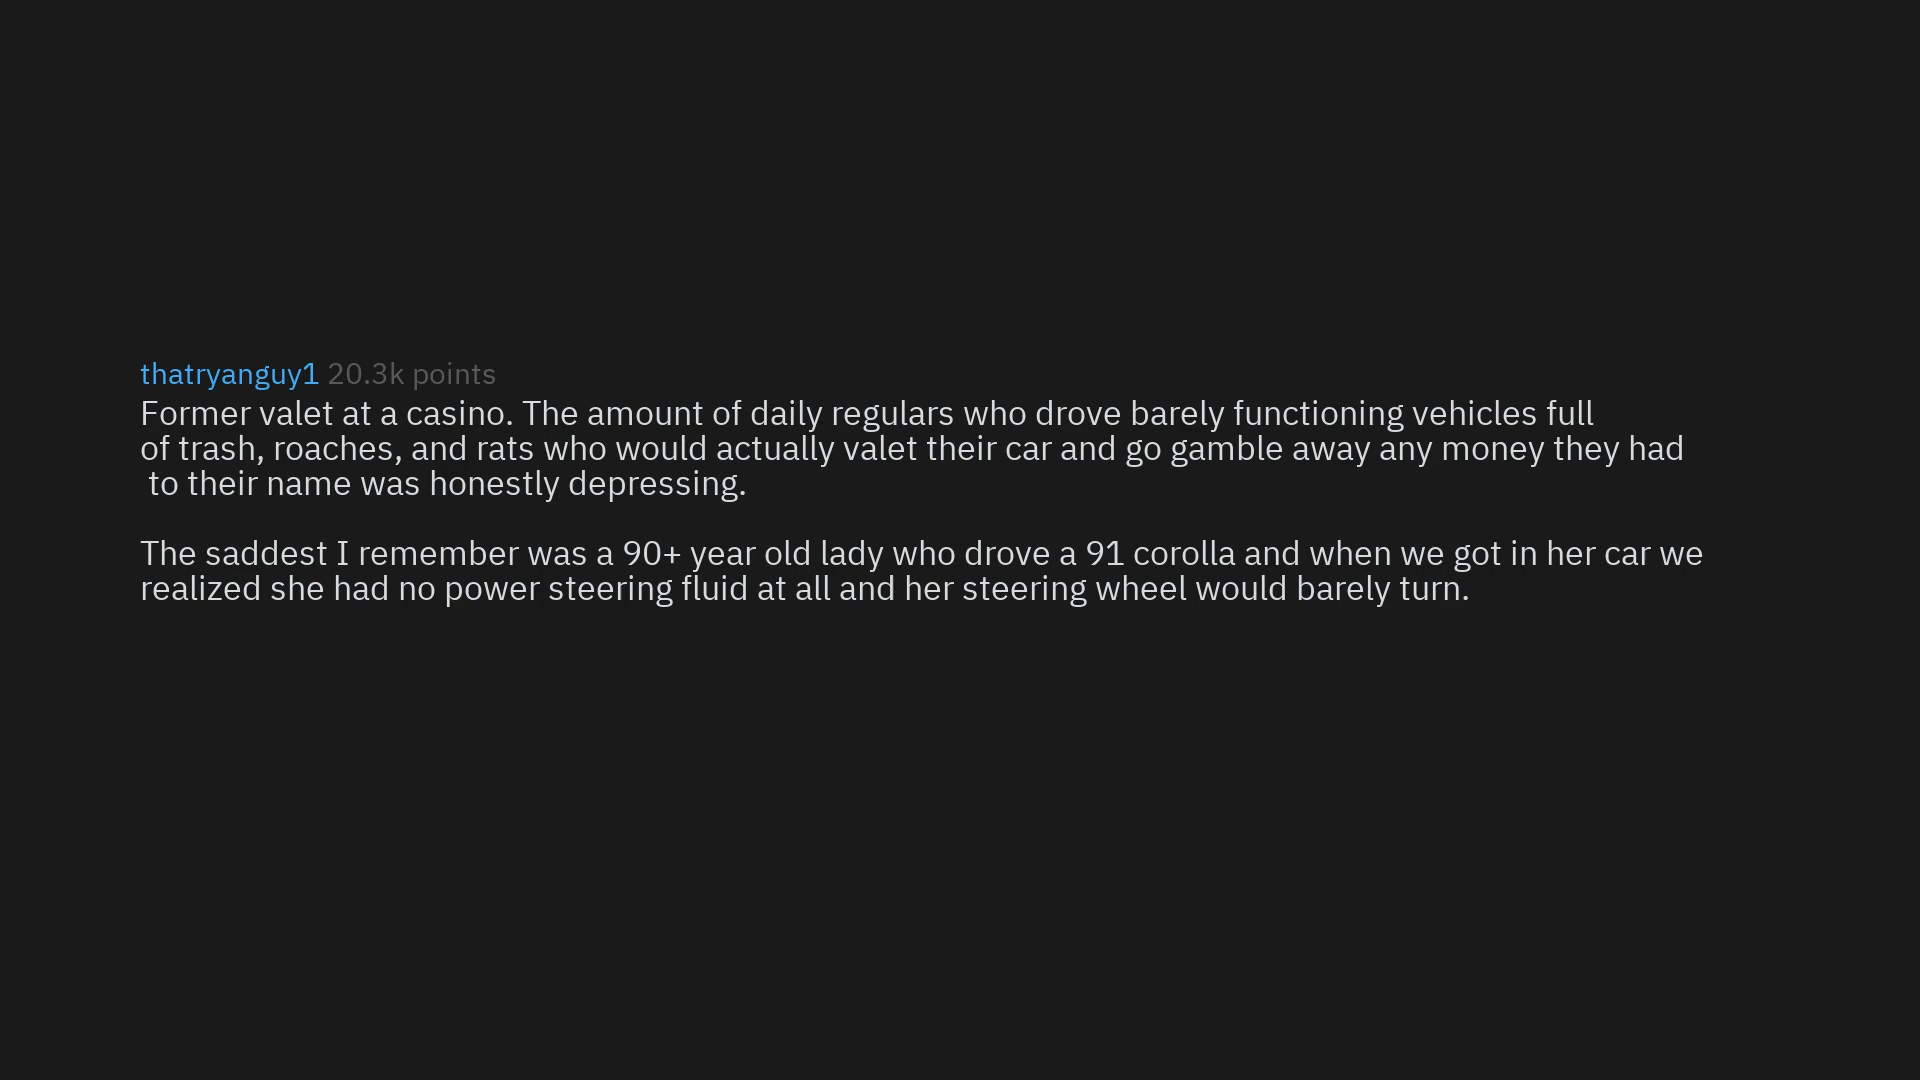 thatryanguy1 20.3k points
Former valet at a casino. The amount of daily regulars who drove barely functioning vehicles full
of trash, roaches, and rats who would actually valet their car and go gamble away any money they had
to their name was honestly depressing.
The saddest I remember was a 90+ year old lady who drove a 91 corolla and when we got in her car we
realized she had no power steering fluid at all and her steering wheel would barely turn.